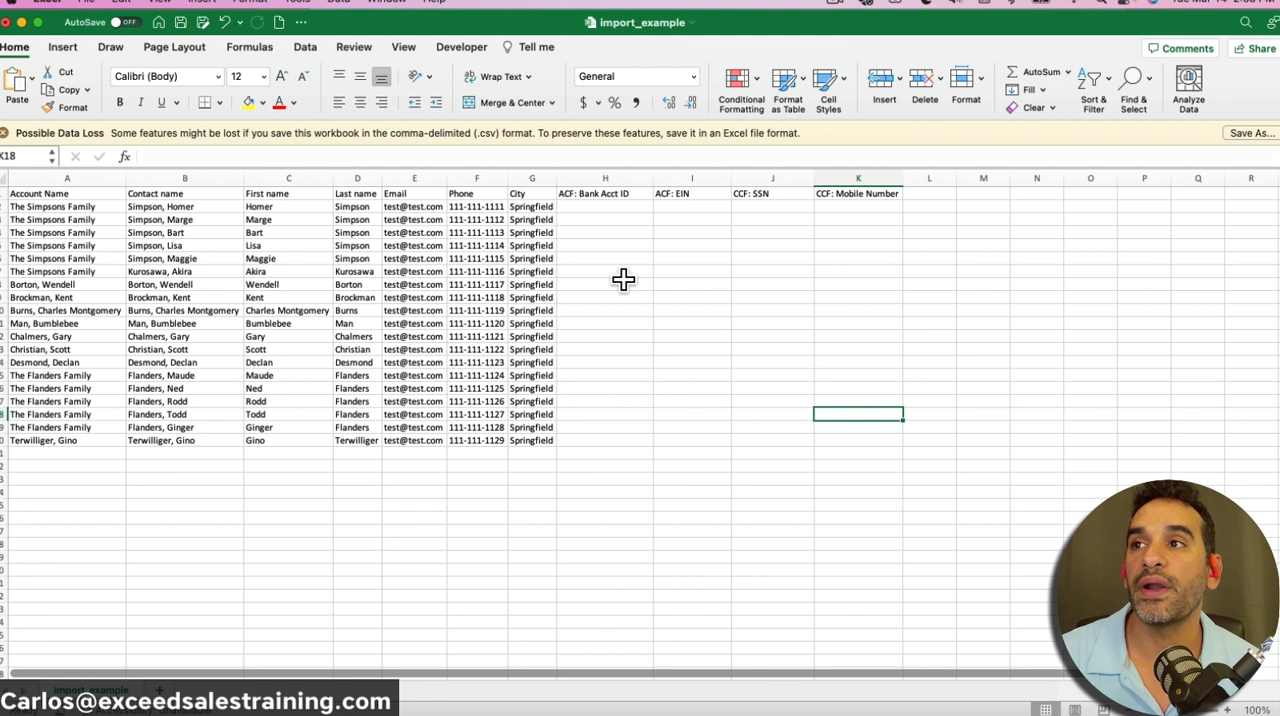 AutoSave OFF
import_example
Home Insert Draw Page Layout Formulas Data Review View Developer Tell me
Comments Share
Paste
Cut
Copy
Format
Calibri (Body) 12
B I U
Wrap Text
Merge & Center
General
$ % ,
Conditional Formatting
Format as Table
Cell Styles
Insert
Delete
Format
AutoSum
Fill
Clear
Sort & Filter
Find & Select
Analyze Data
Possible Data Loss Some features might be lost if you save this workbook in the comma-delimited (.csv) format. To preserve these features, save it in an Excel file format. Save As...
K18 fx
A B C D E F G H I J K L M N O P Q R
Account Name Contact name First name Last name Email Phone City ACF: Bank Acct ID ACF: EIN CCF: SSN CCF: Mobile Number
The Simpsons Family Simpson, Homer Homer Simpson test@test.com 111-111-1111 Springfield
The Simpsons Family Simpson, Marge Marge Simpson test@test.com 111-111-1112 Springfield
The Simpsons Family Simpson, Bart Bart Simpson test@test.com 111-111-1113 Springfield
The Simpsons Family Simpson, Lisa Lisa Simpson test@test.com 111-111-1114 Springfield
The Simpsons Family Simpson, Maggie Maggie Simpson test@test.com 111-111-1115 Springfield
The Simpsons Family Kurosawa, Akira Akira Kurosawa test@test.com 111-111-1116 Springfield
Borton, Wendell Borton, Wendell Wendell Borton test@test.com 111-111-1117 Springfield
Brockman, Kent Brockman, Kent Kent Brockman test@test.com 111-111-1118 Springfield
Burns, Charles Montgomery Burns, Charles Montgomery Charles Montgomery Burns test@test.com 111-111-1119 Springfield
Man, Bumblebee Man, Bumblebee Bumblebee Man test@test.com 111-111-1120 Springfield
Chalmers, Gary Chalmers, Gary Gary Chalmers test@test.com 111-111-1121 Springfield
Christian, Scott Christian, Scott Scott Christian test@test.com 111-111-1122 Springfield
Desmond, Declan Desmond, Declan Declan Desmond test@test.com 111-111-1123 Springfield
The Flanders Family Flanders, Maude Maude Flanders test@test.com 111-111-1124 Springfield
The Flanders Family Flanders, Ned Ned Flanders test@test.com 111-111-1125 Springfield
The Flanders Family Flanders, Rodd Rodd Flanders test@test.com 111-111-1126 Springfield
The Flanders Family Flanders, Todd Todd Flanders test@test.com 111-111-1127 Springfield
The Flanders Family Flanders, Ginger Ginger Flanders test@test.com 111-111-1128 Springfield
Terwilliger, Gino Terwilliger, Gino Gino Terwilliger test@test.com 111-111-1129 Springfield
import_example
Carlos@exceedsalestraining.com
100%